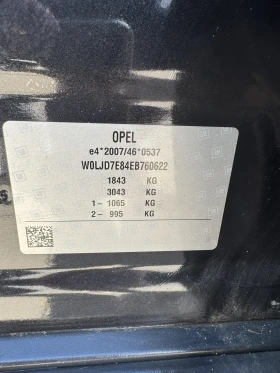 OPEL
e4*2007/46*0537
W0LJD7E84EB760622
1843 KG
3043 KG
1– 1065 KG
2– 995 KG